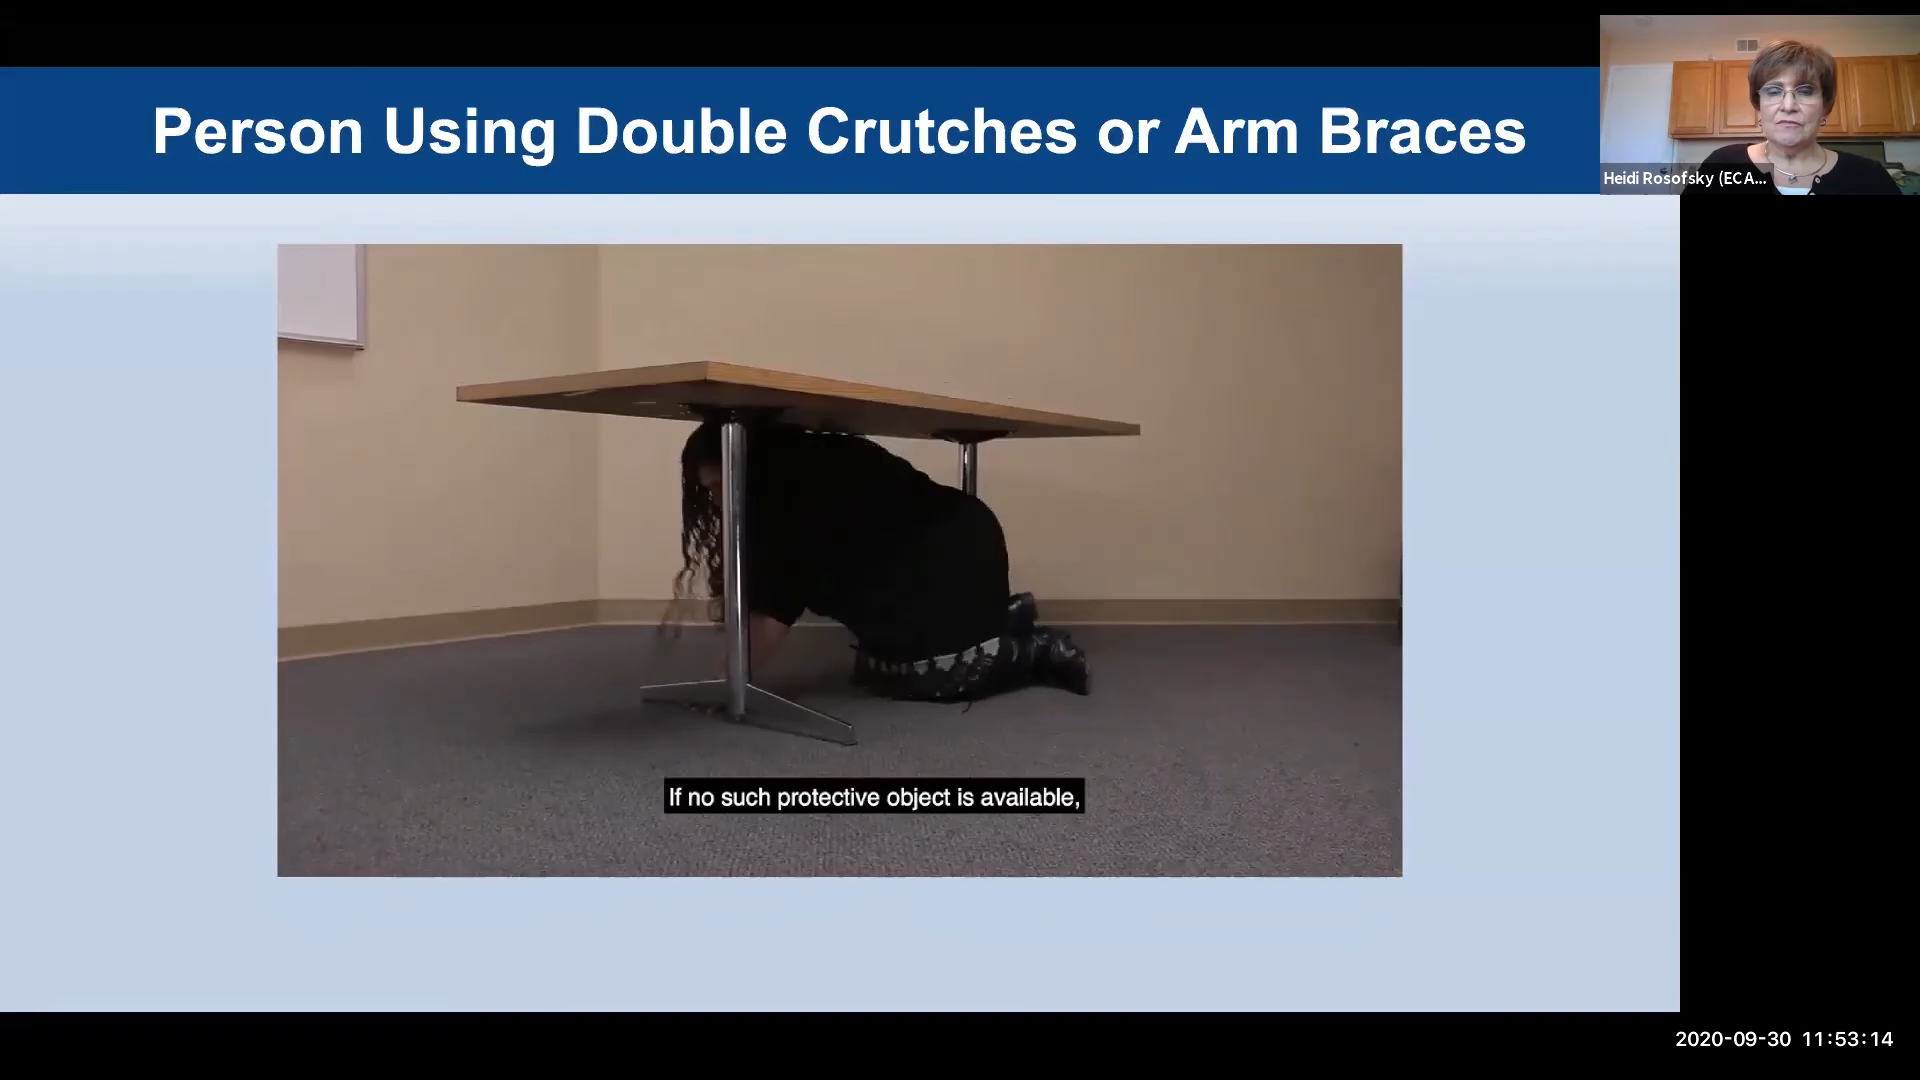 Person Using Double Crutches or Arm Braces
Heidi Rosofsky (ECA...
If no such protective object is available,
2020-09-30 11:53:14